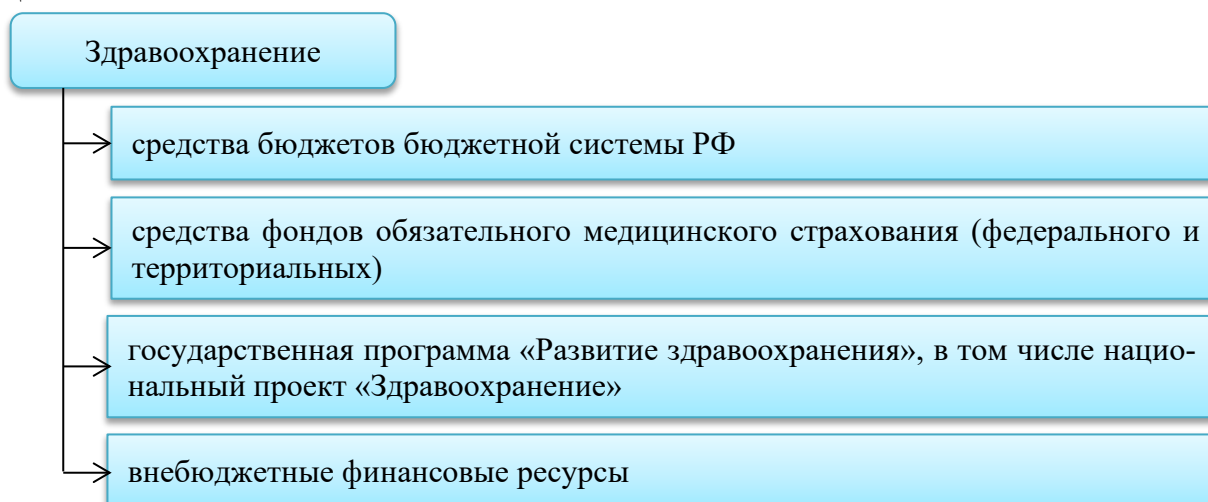 Здравоохранение
средства бюджетов бюджетной системы РФ
средства фондов обязательного медицинского страхования (федерального и
территориальных)
государственная программа «Развитие здравоохранения», в том числе нацио-
нальный проект «Здравоохранение»
внебюджетные финансовые ресурсы